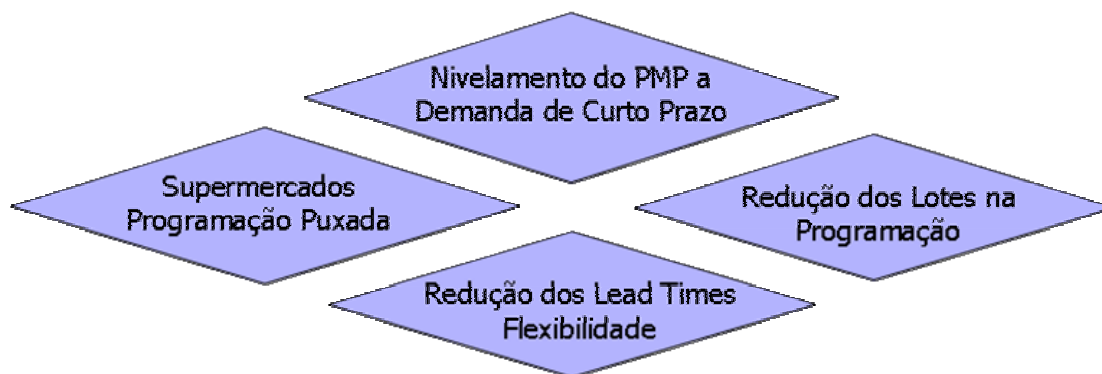 Nivelamento do PMP a
Demanda de Curto Prazo
Supermercados
Programação Puxada
Redução dos Lotes na
Programação
Redução dos Lead Times
Flexibilidade